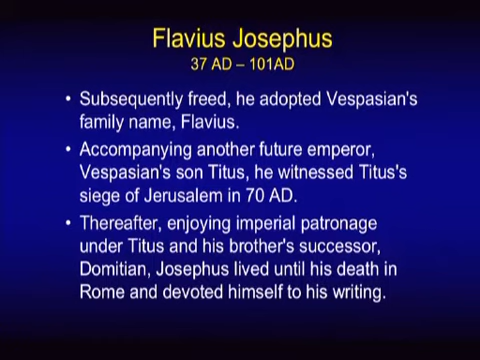 Flavius Josephus
37 AD – 101AD
• Subsequently freed, he adopted Vespasian's
family name, Flavius.
• Accompanying another future emperor,
Vespasian's son Titus, he witnessed Titus's
siege of Jerusalem in 70 AD.
• Thereafter, enjoying imperial patronage
under Titus and his brother's successor,
Domitian, Josephus lived until his death in
Rome and devoted himself to his writing.